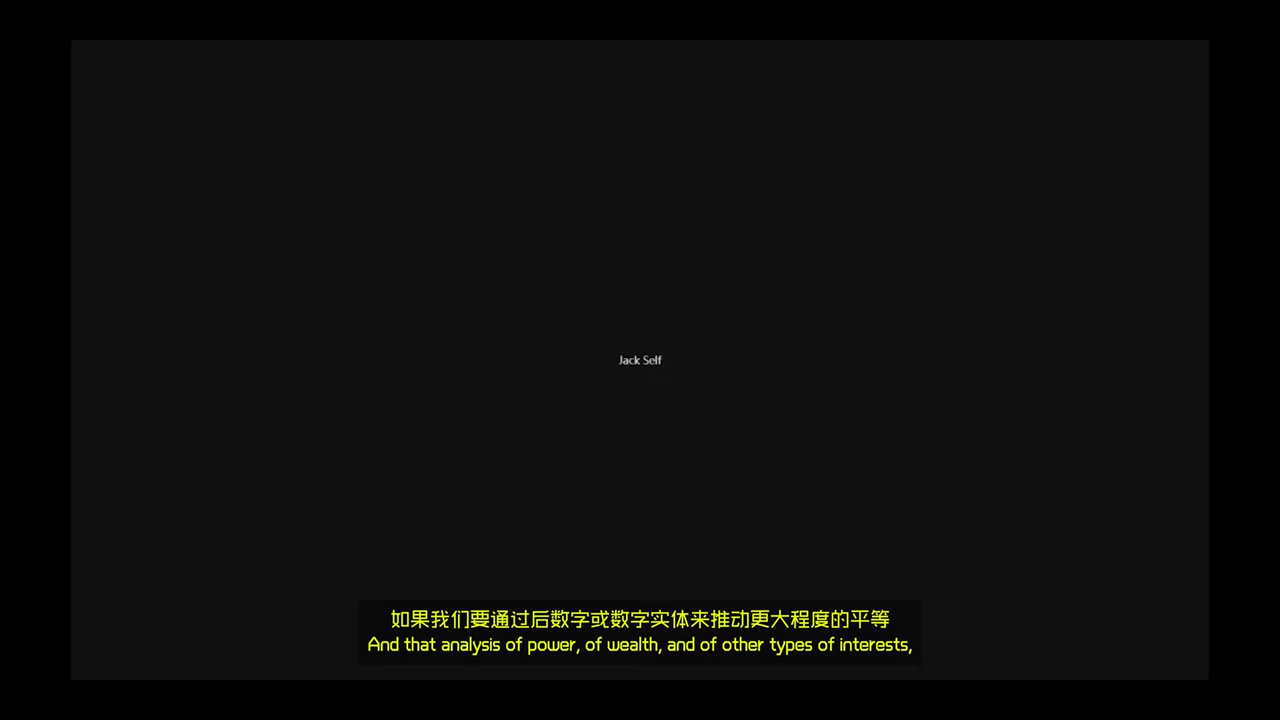 Jack Self
如果我们要通过后数字或数字实体来推动更大程度的平等
And that analysis of power, of wealth, and of other types of interests,